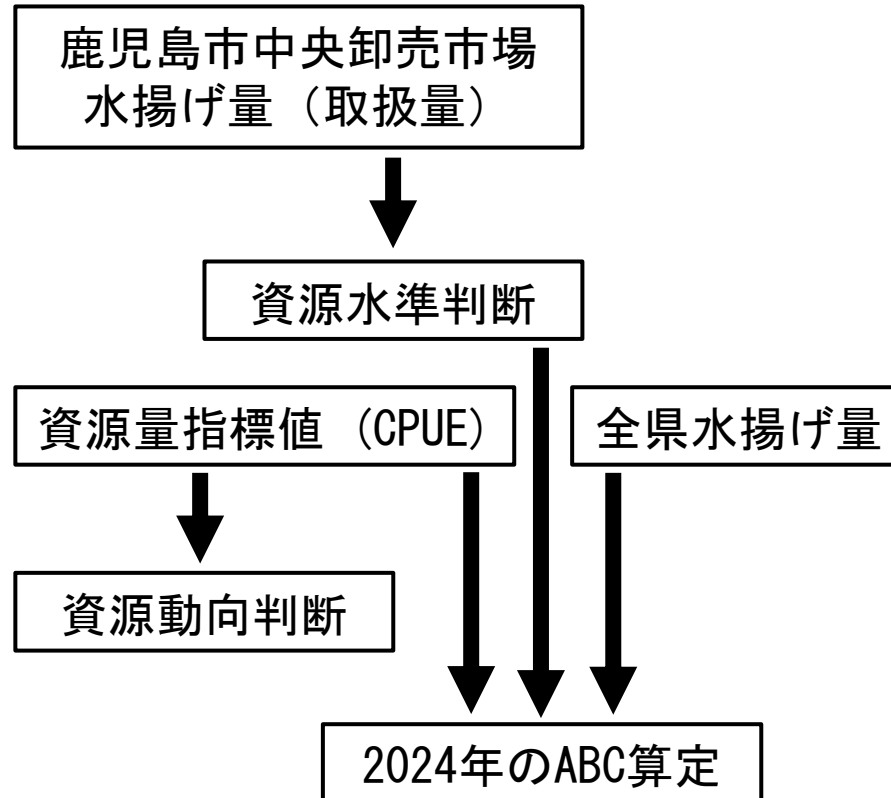 鹿児島市中央卸売市場
水揚げ量（取扱量）
資源水準判断
資源量指標値（CPUE）
全県水揚げ量
資源動向判断
2024年のABC算定